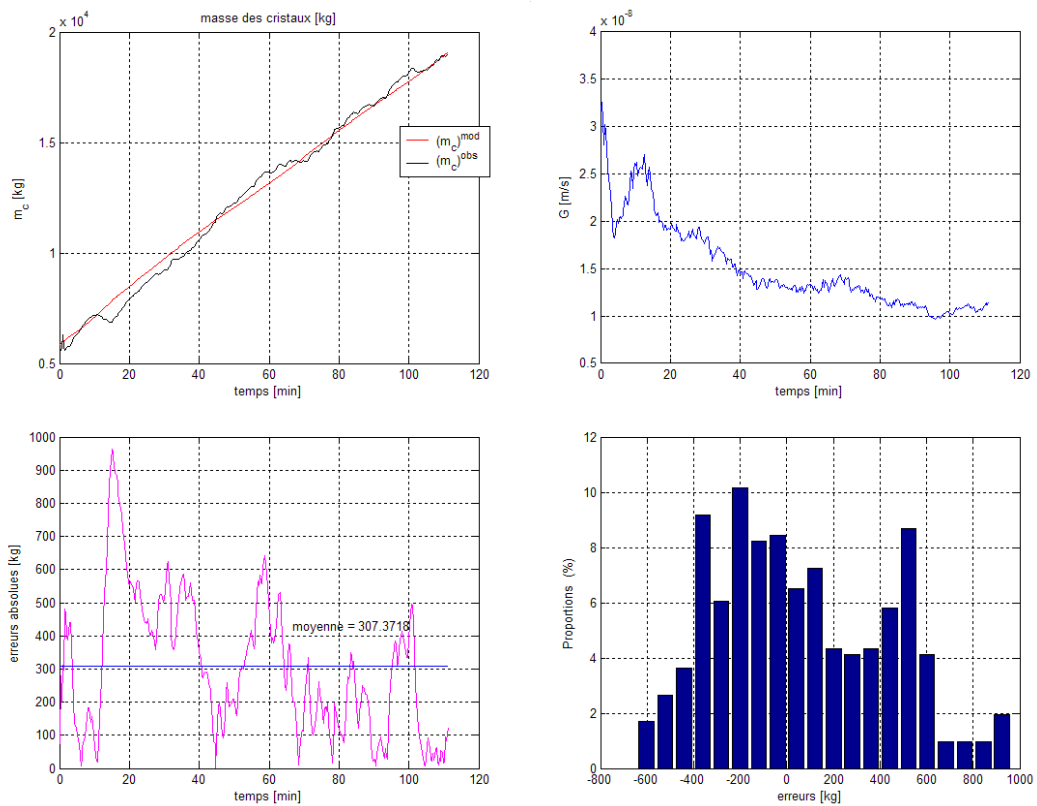 x 10^4
masse des cristaux [kg]
2
1.5
1
0.5
m_c [kg]
(m_c)^mod
(m_c)^obs
0 20 40 60 80 100 120
temps [min]
x 10^-8
4
3.5
3
2.5
2
1.5
1
0.5
G [m/s]
0 20 40 60 80 100 120
temps [min]
1000
900
800
700
600
500
400
300
200
100
0
erreurs absolues [kg]
moyenne = 307.3718
0 20 40 60 80 100 120
temps [min]
12
10
8
6
4
2
0
Proportions (%)
-800 -600 -400 -200 0 200 400 600 800 1000
erreurs [kg]